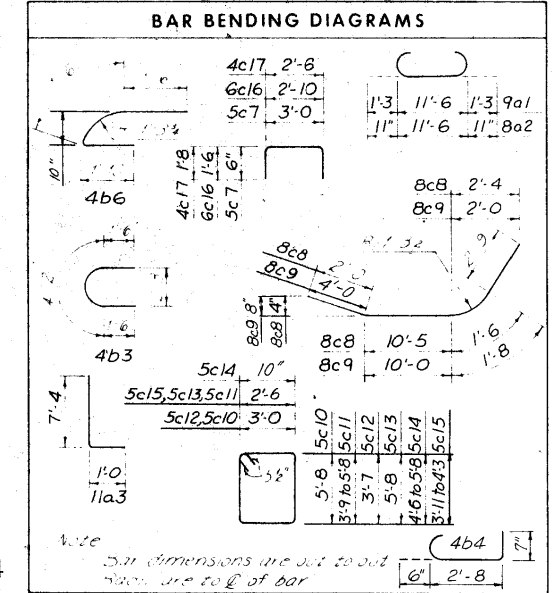 BAR BENDING DIAGRAMS
4c17 2'-6
6c16 2'-10
5c7 3'-0
1'-3 11'-6 1'-3 9a1
11" 11'-6 11" 8a2
10"
4b6
4c17 1'-8
6c16 1'-6
5c7 6"
8c8 2'-4
8c9 2'-0
8c8 2'-0
8c9 4'-0
8c9 8"
8c8 4"
8c8 10'-5
8c9 10'-0
1'-6
1'-8
4b3
5c14 10"
5c15, 5c13, 5c11 2'-6
5c12, 5c10 3'-0
7'-4
1'-0
11a3
5½"
5c10 5'-8
5c11 3'-9 to 5'-8
5c12 3'-7
5c13 5'-8
5c14 4'-6 to 5'-8
5c15 3'-11 to 4'-3
4b4 7"
6" 2'-8
Note
Bar dimensions are out to out
are to ℄ of bar